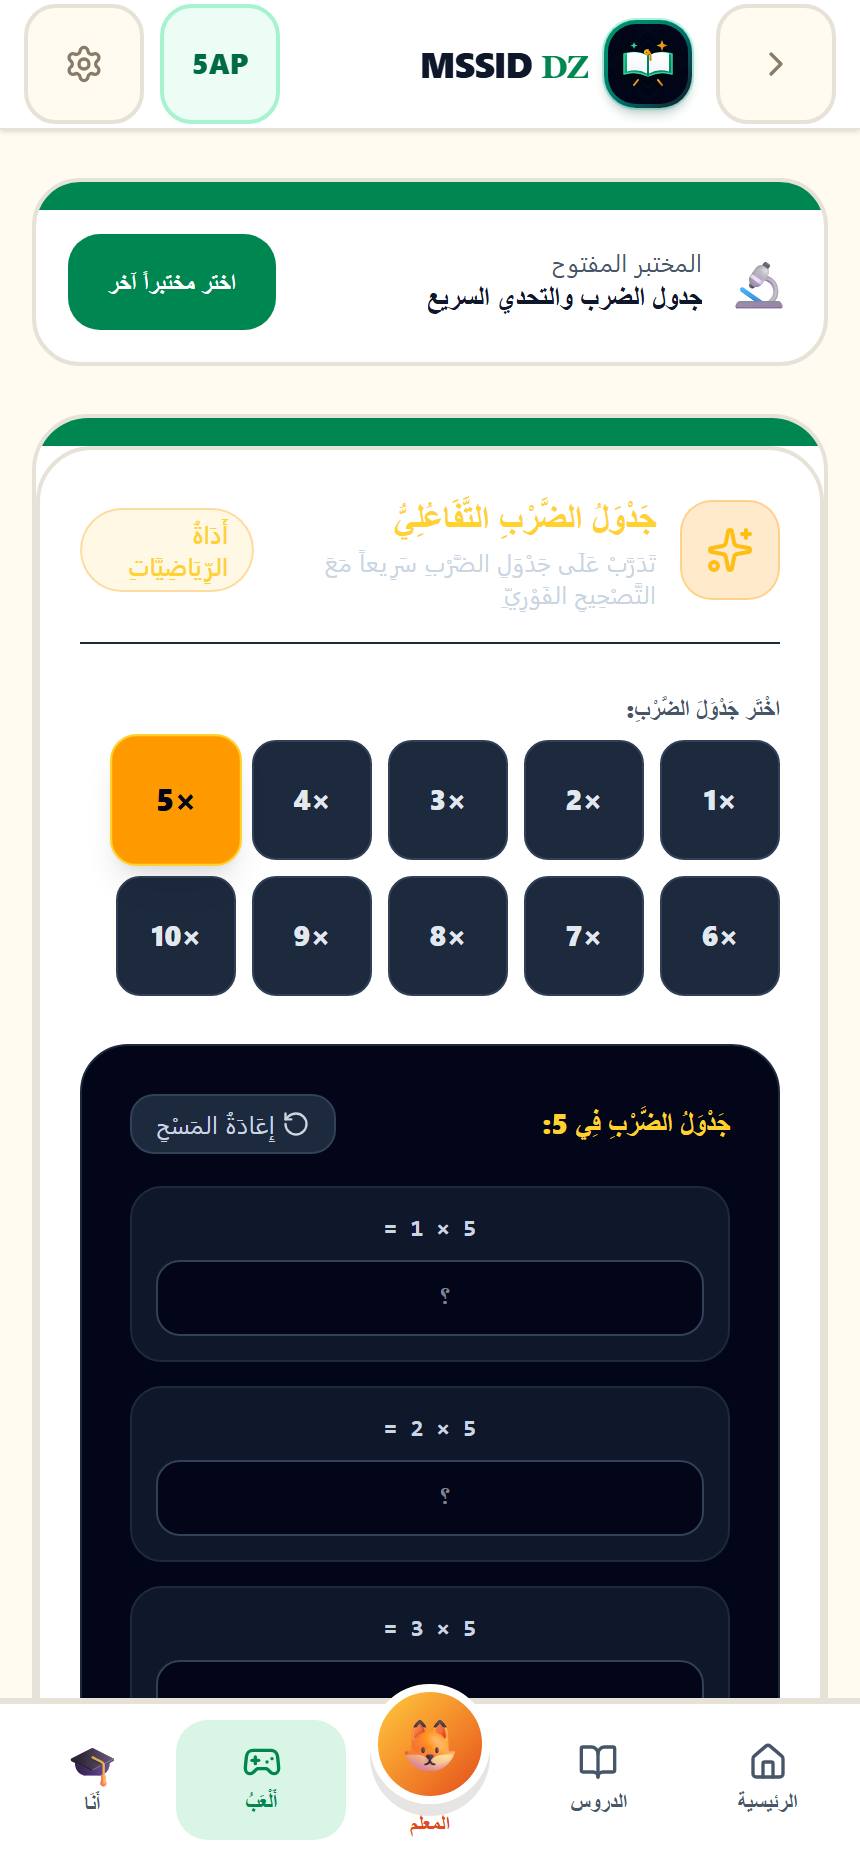 MSSID DZ
5AP
المختبر المفتوح
جدول الضرب والتحدي السريع
اختر مختبراً آخر
جَدْوَلُ الضَّرْبِ التَّفَاعُلِيُّ
تَدَرَّبْ عَلَى جَدْوَلِ الضَّرْبِ سَرِيعاً مَعَ
التَّصْحِيحِ الفَوْرِيِّ
أَدَاةُ
الرِّيَاضِيَّاتِ
اخْتَر جَدْوَلَ الضَّرْبِ:
×1
×2
×3
×4
×5
×6
×7
×8
×9
×10
جَدْوَلُ الضَّرْبِ فِي 5:
إِعَادَةُ المَسْحِ
5 × 1 =
؟
5 × 2 =
؟
5 × 3 =
الرئيسية
الدروس
المعلم
أَلْعَبُ
أَنَا